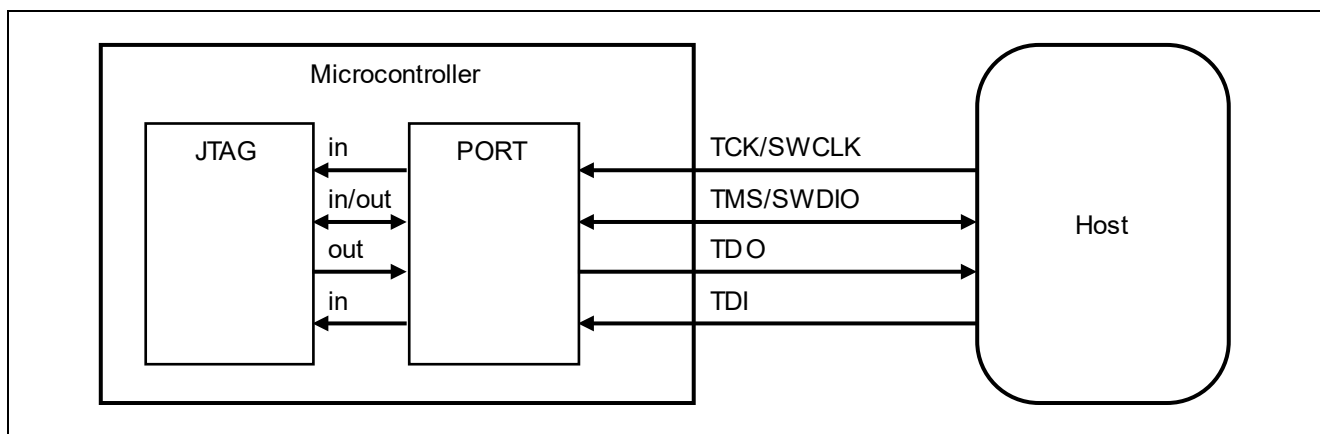 Microcontroller
JTAG
PORT
in
in/out
out
in
TCK/SWCLK
TMS/SWDIO
TDO
TDI
Host